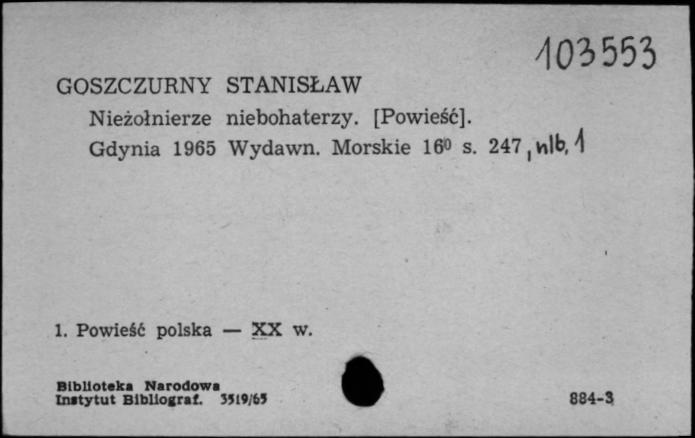 103553
GOSZCZURNY STANISŁAW
Nieżołnierze niebohaterzy. [Powieść].
Gdynia 1965 Wydawn. Morskie 16⁰ s. 247, nlb. 1
1. Powieść polska — XX w.
Biblioteka Narodowa
Instytut Bibliograf. 3519/65
884-3